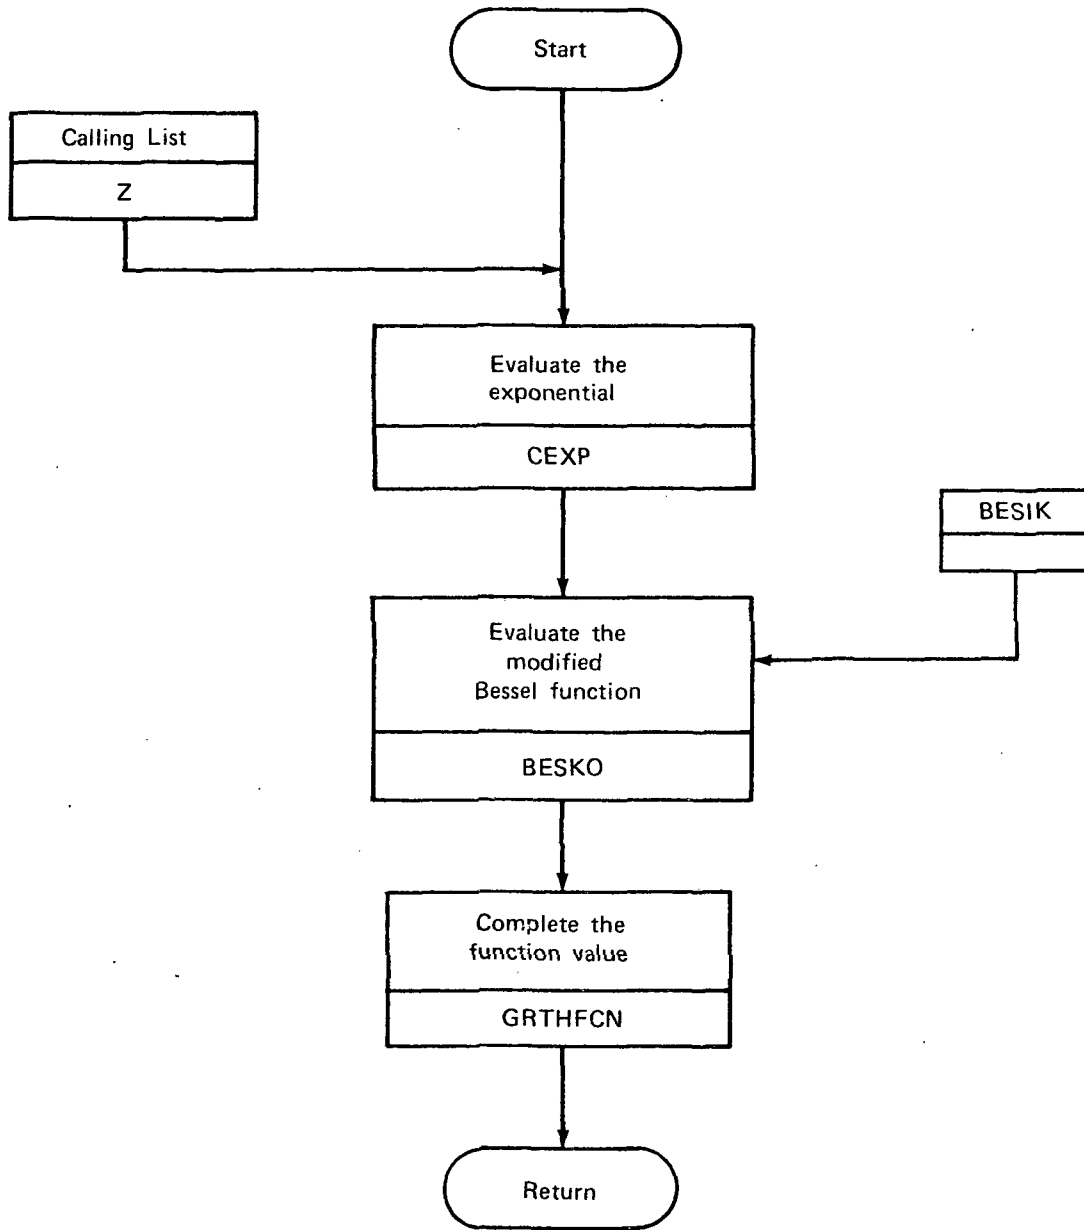 Start
Calling List
Z
Evaluate the
exponential
CEXP
BESIK
Evaluate the
modified
Bessel function
BESKO
Complete the
function value
GRTHFCN
Return